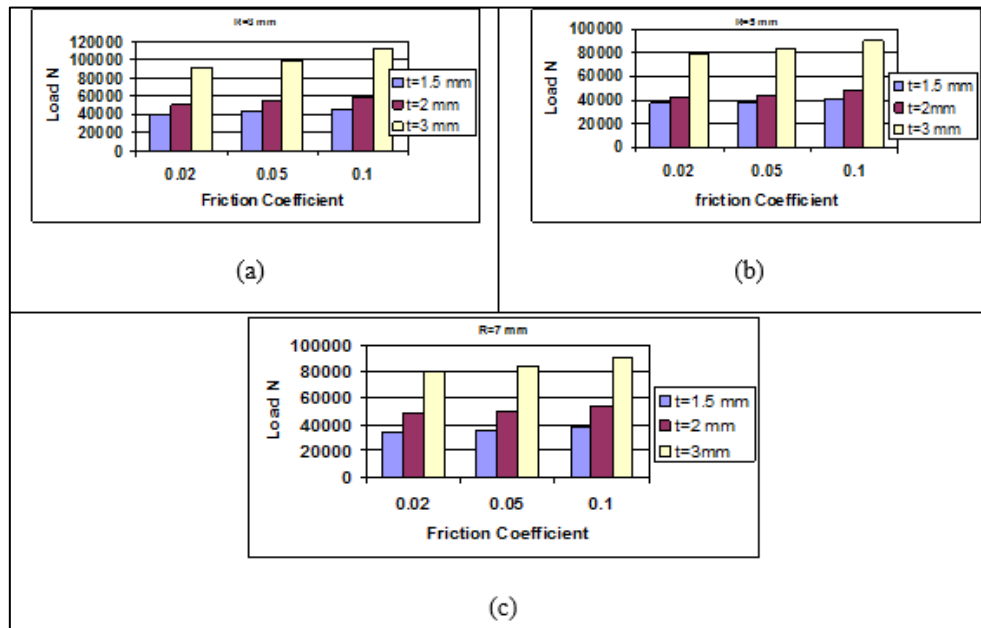 mm
120000
100000
80000
60000
40000
20000
0
Load N
0.02 0.05 0.1
Friction Coefficient
t=1.5 mm
t=2 mm
t=3 mm
(a)
mm
100000
80000
60000
40000
20000
0
Load N
0.02 0.05 0.1
friction Coefficient
t=1.5 mm
t=2mm
t=3 mm
(b)
R=7 mm
100000
80000
60000
40000
20000
0
Load N
0.02 0.05 0.1
Friction Coefficient
t=1.5 mm
t=2 mm
t=3mm
(c)